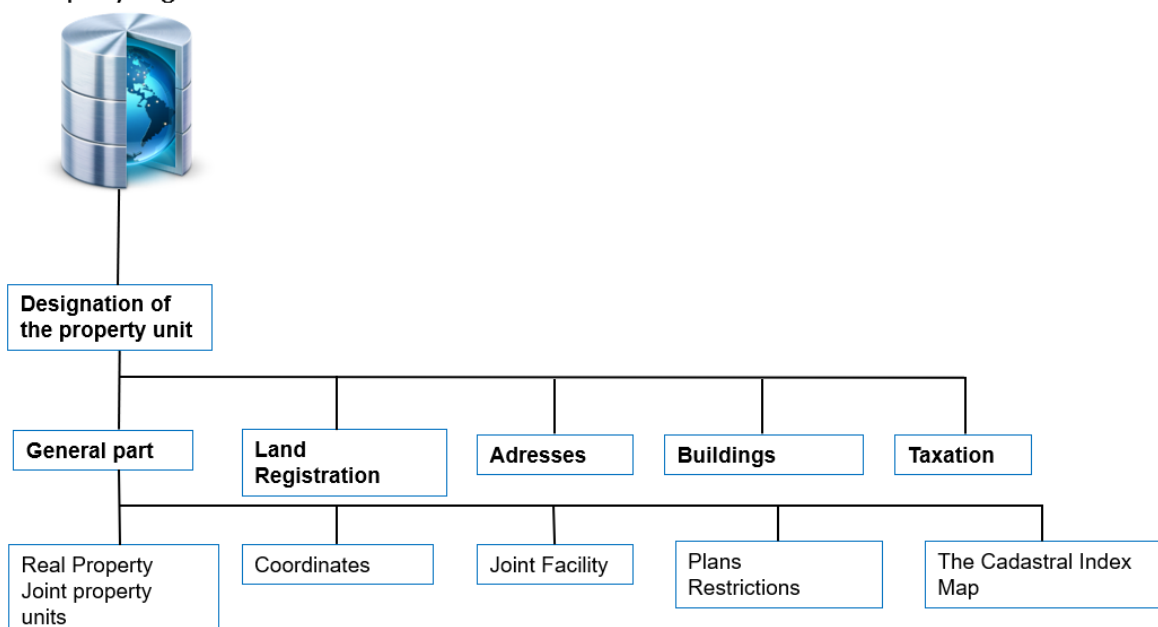 Designation of
the property unit
General part
Land
Registration
Adresses
Buildings
Taxation
Real Property
Joint property
units
Coordinates
Joint Facility
Plans
Restrictions
The Cadastral Index
Map